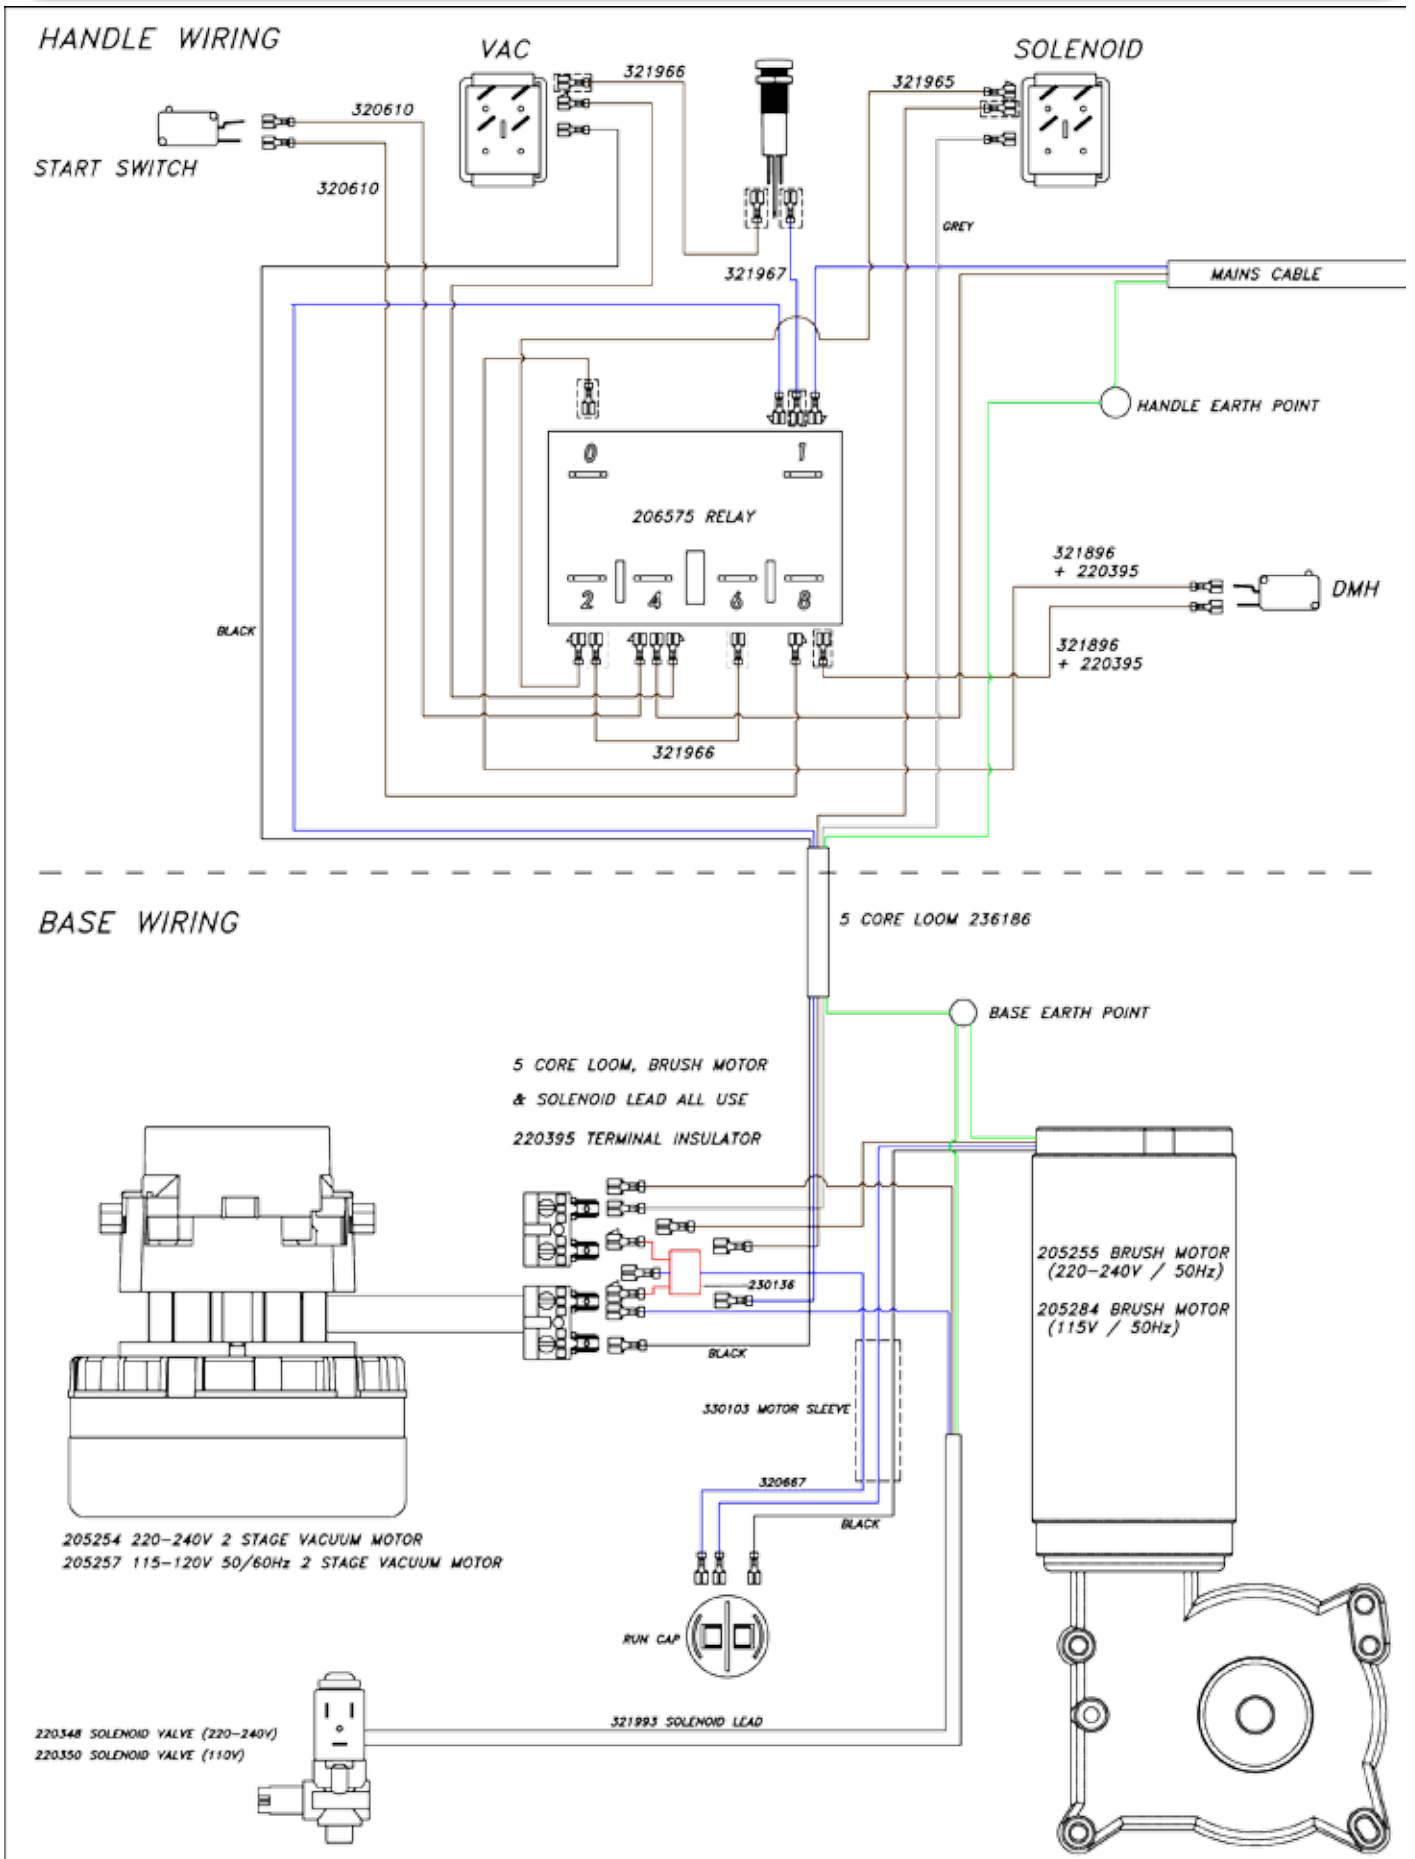 HANDLE WIRING
VAC
SOLENOID
321966
321965
320610
START SWITCH
320610
GREY
321967
MAINS CABLE
HANDLE EARTH POINT
0
1
206575 RELAY
321896
+ 220395
DMH
2
4
6
8
BLACK
321896
+ 220395
321966
BASE WIRING
5 CORE LOOM 236186
BASE EARTH POINT
5 CORE LOOM, BRUSH MOTOR
& SOLENOID LEAD ALL USE
220395 TERMINAL INSULATOR
205255 BRUSH MOTOR
(220-240V / 50Hz)
230136
205284 BRUSH MOTOR
(115V / 50Hz)
BLACK
330103 MOTOR SLEEVE
320667
BLACK
205254 220-240V 2 STAGE VACUUM MOTOR
205257 115-120V 50/60Hz 2 STAGE VACUUM MOTOR
RUN CAP
321993 SOLENOID LEAD
220348 SOLENOID VALVE (220-240V)
220350 SOLENOID VALVE (110V)